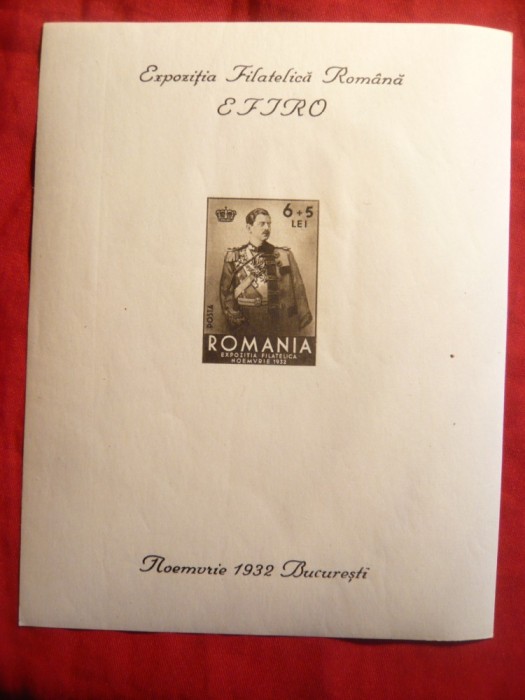 Expoziția Filatelică Română
EFIRO
6+5
LEI
POSTA
ROMANIA
EXPOZITIA FILATELICA
NOEMVRIE 1932
Noemvrie 1932 București